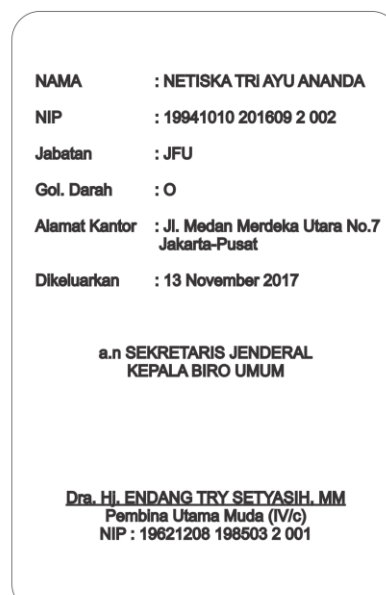 NAMA : NETISKA TRI AYU ANANDA
NIP : 19941010 201609 2 002
Jabatan : JFU
Gol. Darah : O
Alamat Kantor : Jl. Medan Merdeka Utara No.7
Jakarta-Pusat
Dikeluarkan : 13 November 2017
a.n SEKRETARIS JENDERAL
KEPALA BIRO UMUM
Dra. Hj. ENDANG TRY SETYASIH, MM
Pembina Utama Muda (IV/c)
NIP : 19621208 198503 2 001